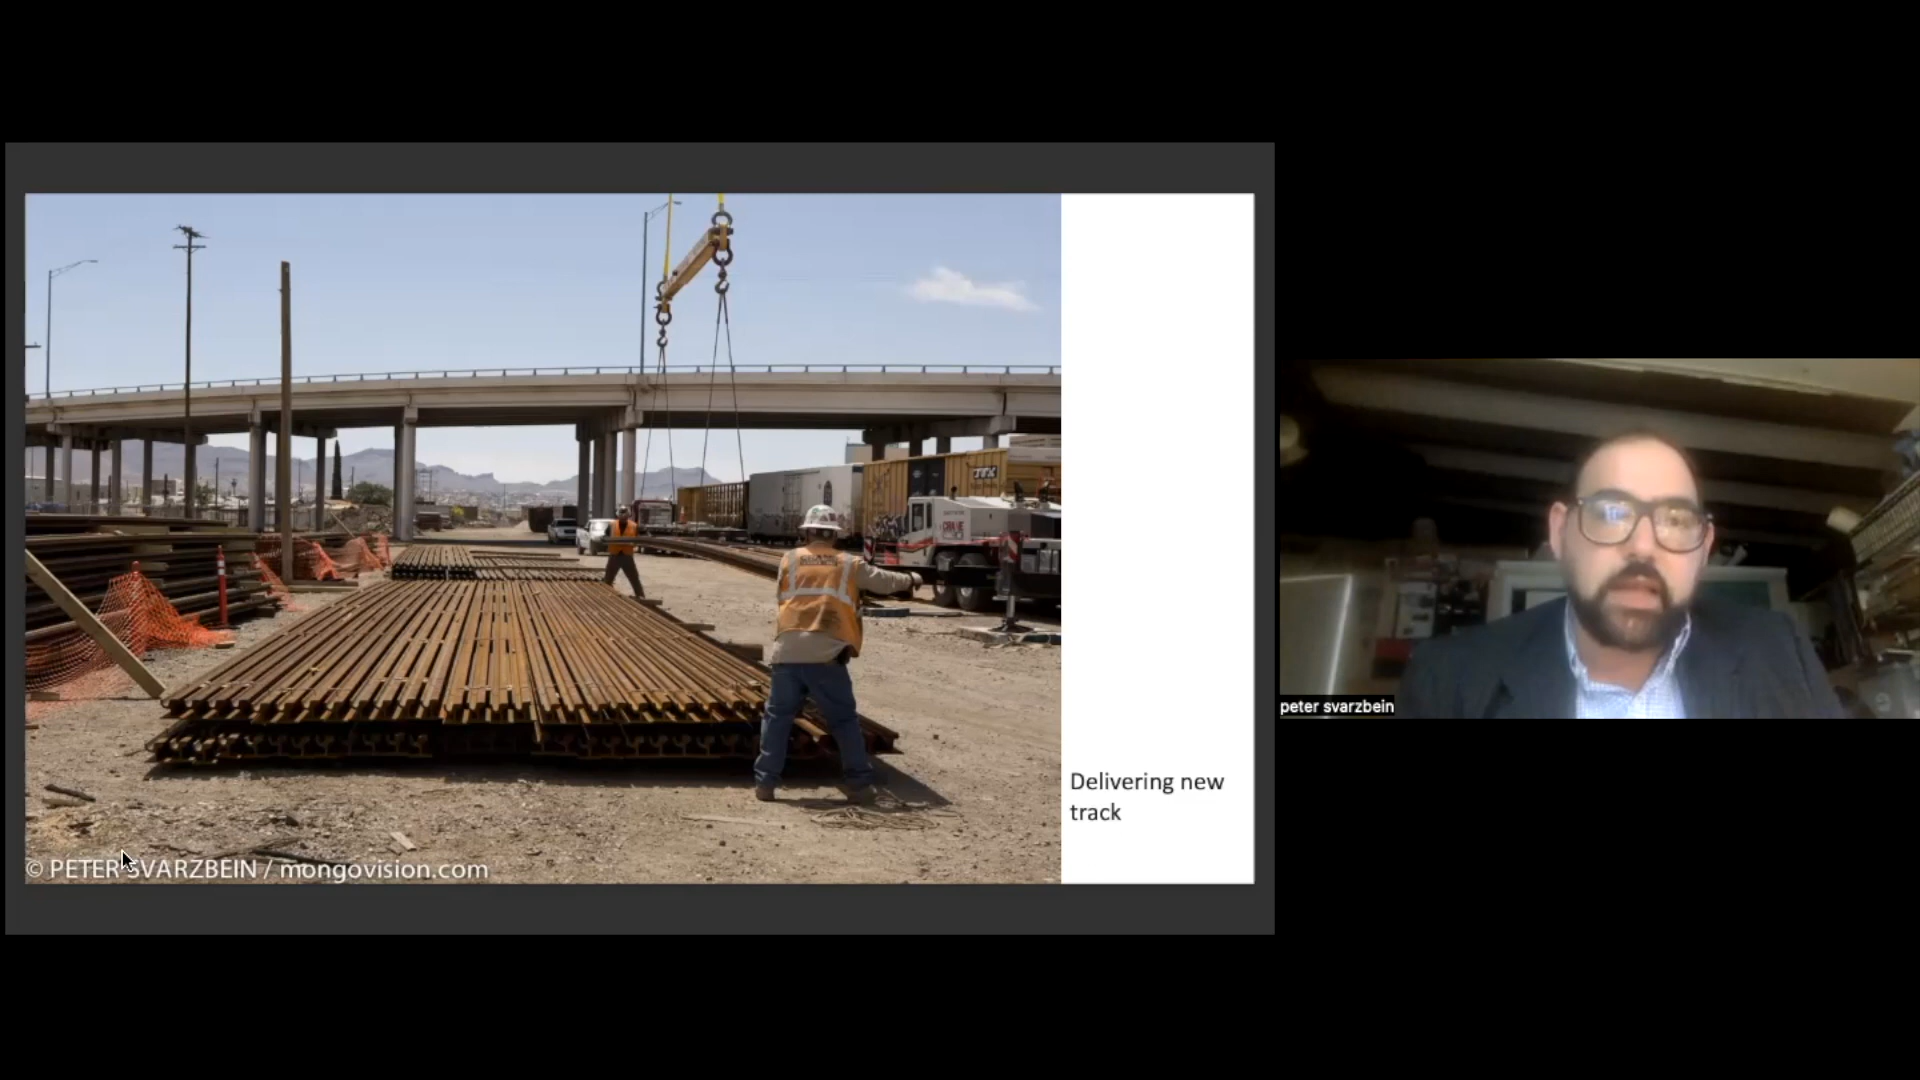 Delivering new
track
© PETER SVARZBEIN / mongovision.com
peter svarzbein